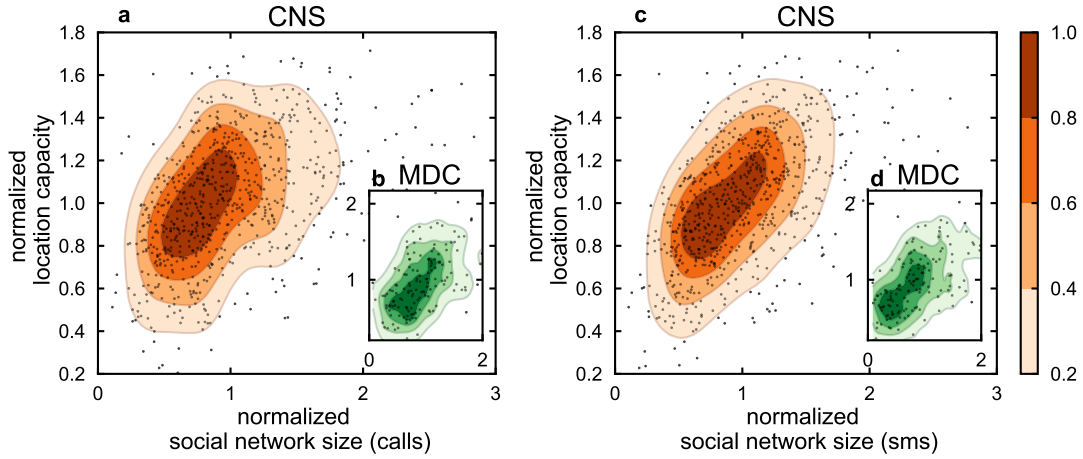 a CNS
1.8
1.6
1.4
1.2
1.0
0.8
0.6
0.4
0.2
0 1 2 3
normalized
location capacity
normalized
social network size (calls)
b MDC
2
1
0 2
c CNS
1.8
1.6
1.4
1.2
1.0
0.8
0.6
0.4
0.2
0 1 2 3
normalized
location capacity
normalized
social network size (sms)
d MDC
2
1
0 2
1.0
0.8
0.6
0.4
0.2